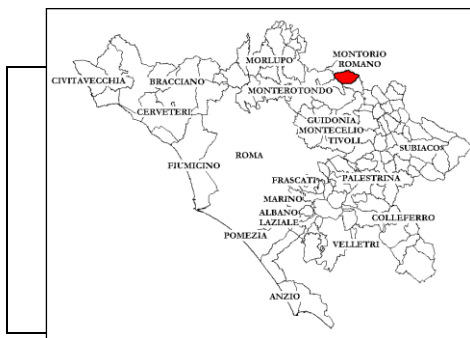 MONTORIO
ROMANO
MORLUPO
CIVITAVECCHIA
BRACCIANO
MONTEROTONDO
CERVETERI
GUIDONIA
MONTECELIO
TIVOLI
SUBIACO
ROMA
FIUMICINO
FRASCATI
PALESTRINA
MARINO
ALBANO
LAZIALE
COLLEFERRO
POMEZIA
VELLETRI
ANZIO